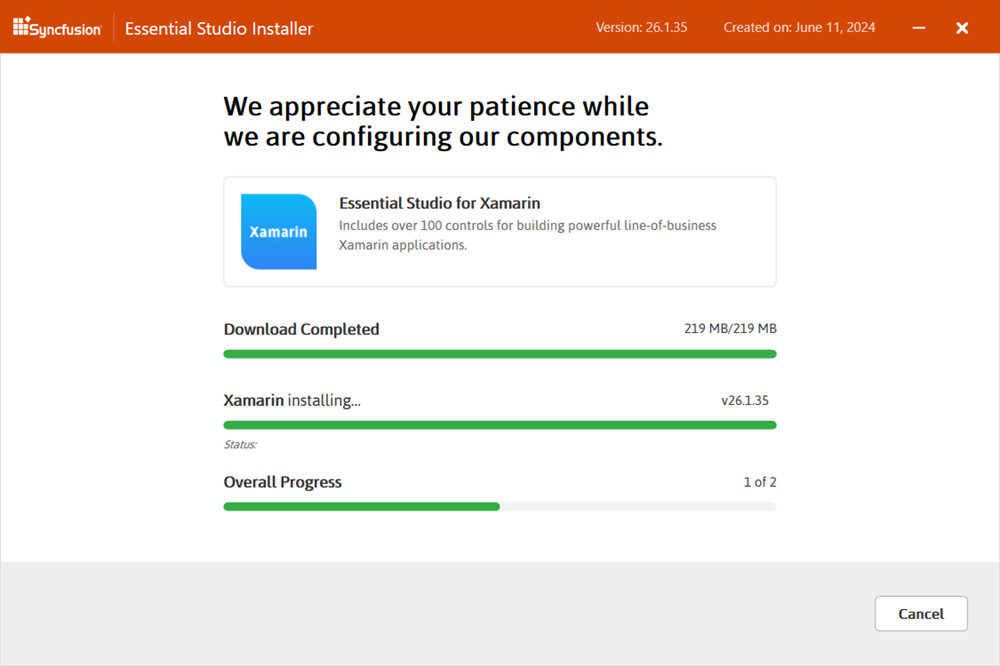 Syncfusion
Essential Studio Installer
Version: 26.1.35
Created on: June 11, 2024
We appreciate your patience while
we are configuring our components.
Xamarin
Essential Studio for Xamarin
Includes over 100 controls for building powerful line-of-business
Xamarin applications.
Download Completed
219 MB/219 MB
Xamarin installing...
v26.1.35
Status:
Overall Progress
1 of 2
Cancel